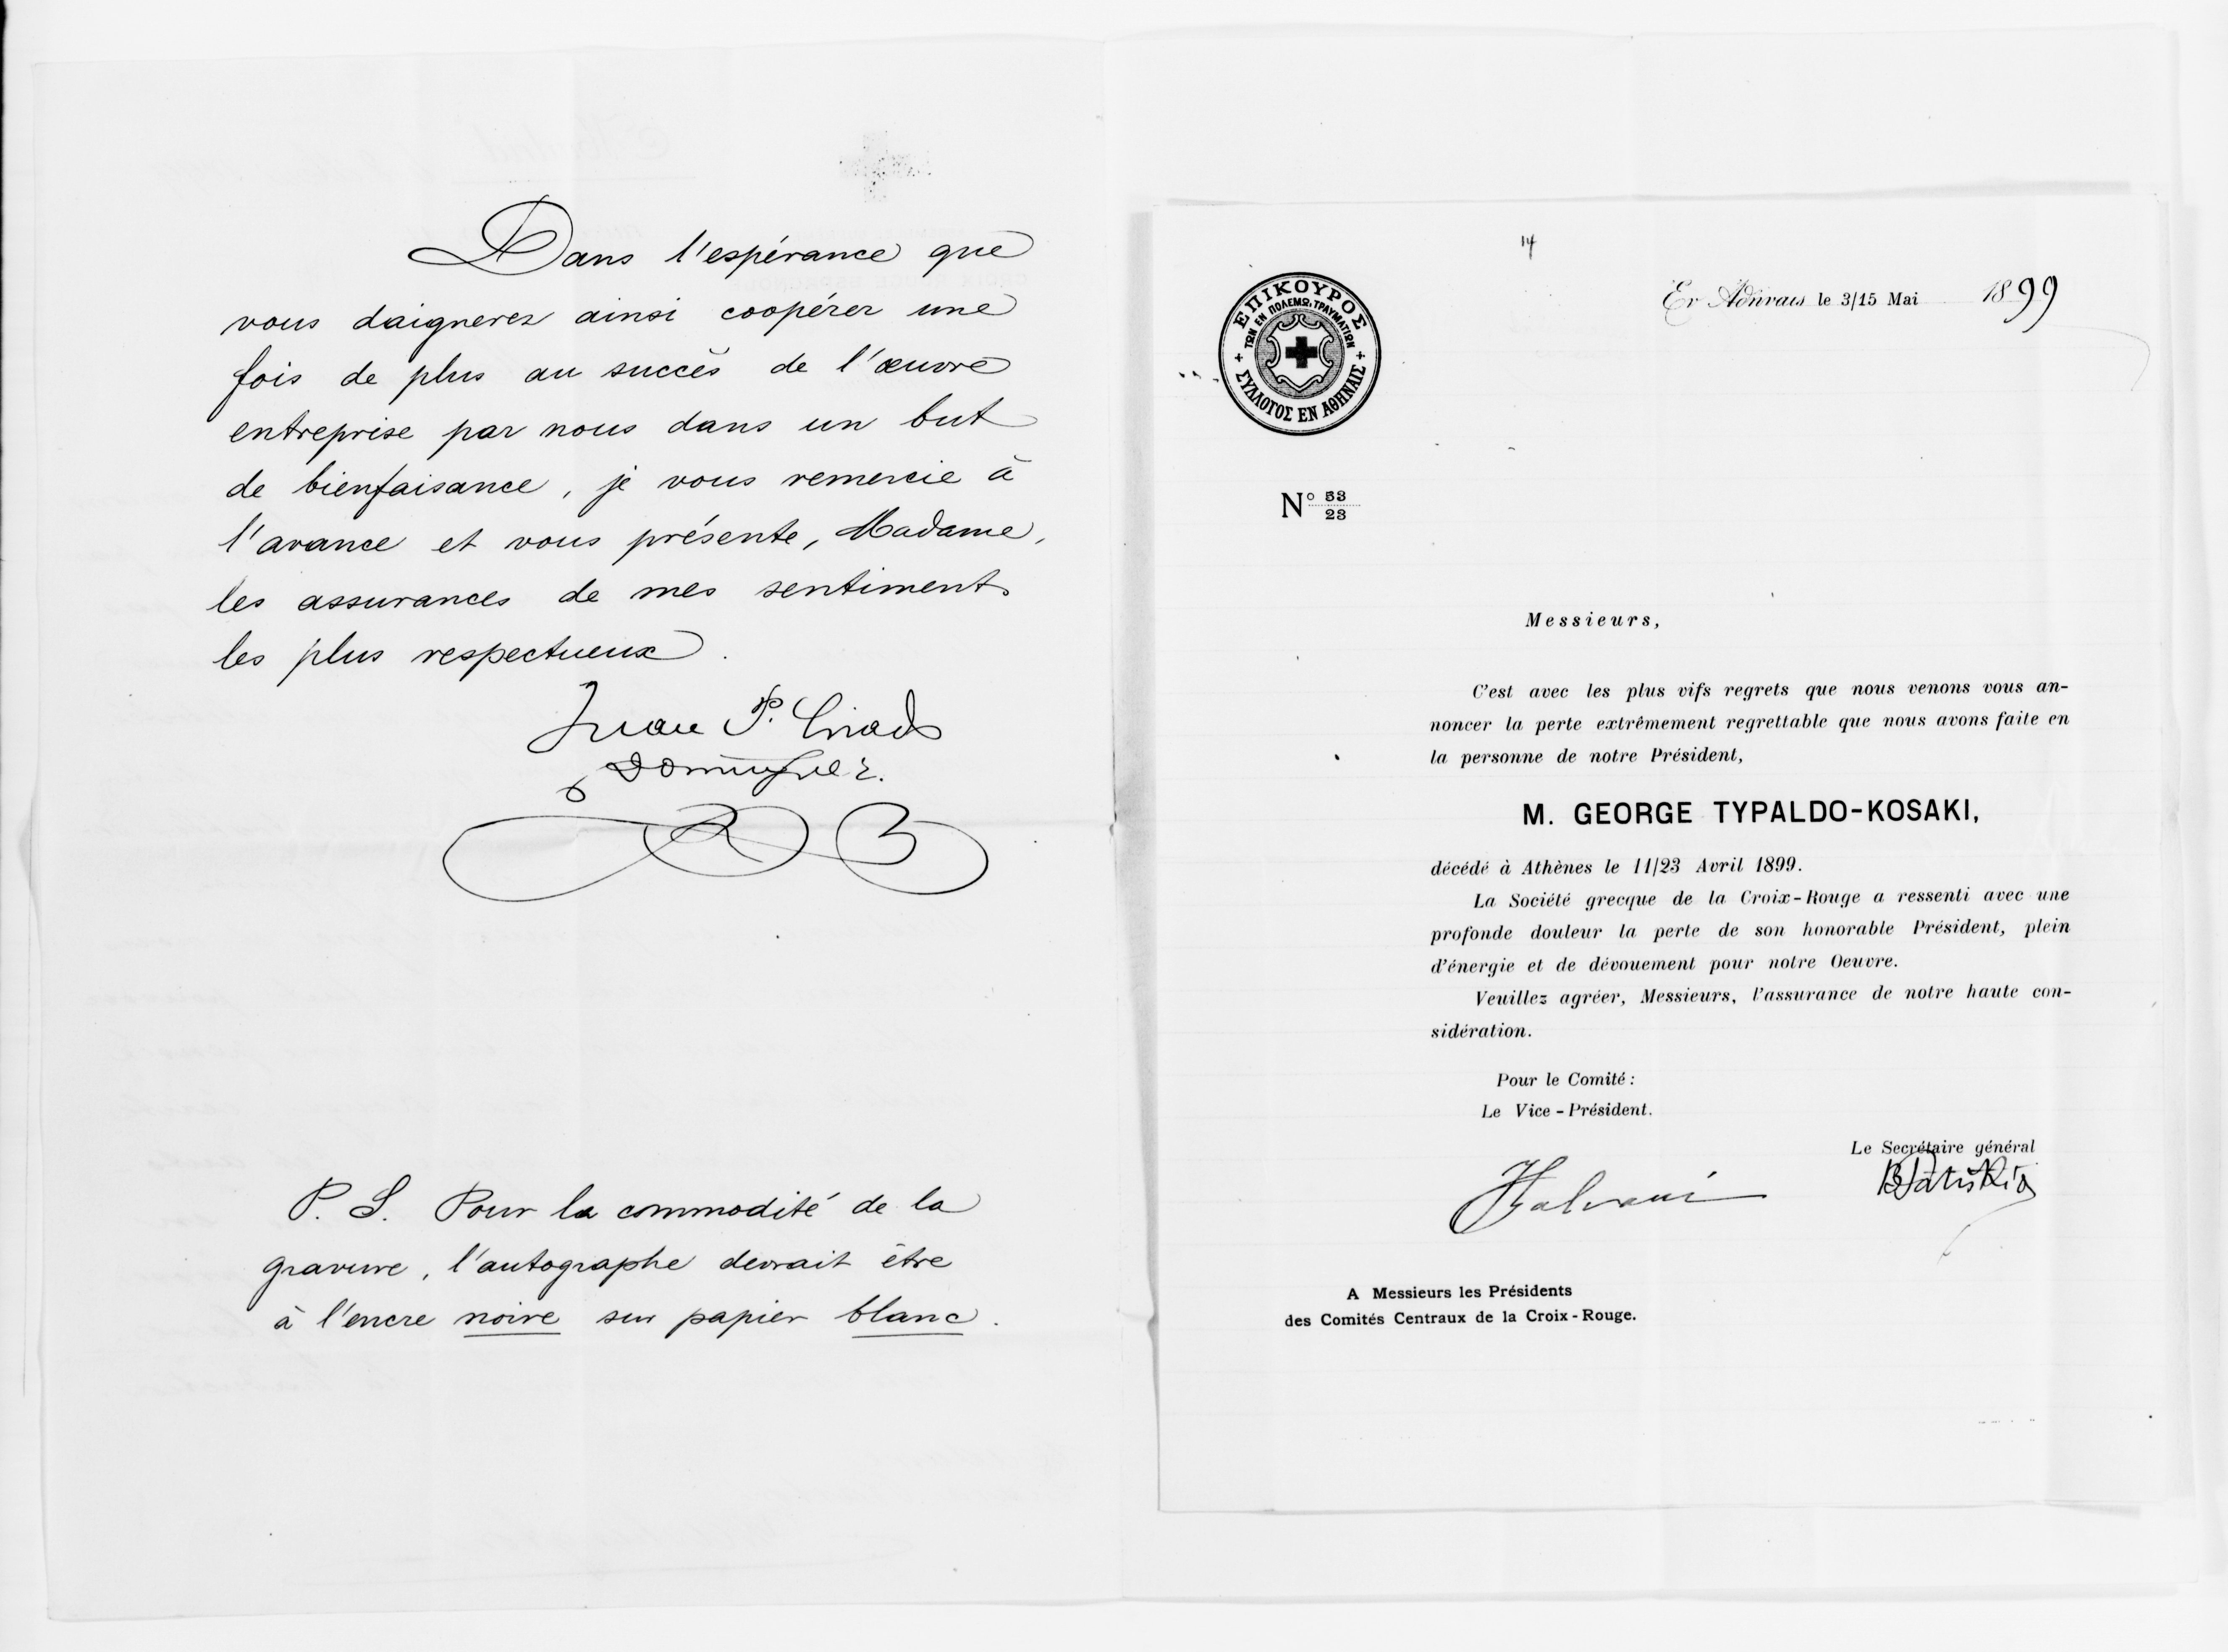 Dans l'espérance que
vous daignerez ainsi coopérer une
fois de plus au succès de l'œuvre
entreprise par nous dans un but
de bienfaisance, je vous remercie à
l'avance et vous présente, Madame,
les assurances de mes sentiments
les plus respectueux.
Juan P. Criado
Dominguez.
P. S. Pour la commodité de la
gravure, l'autographe devrait être
à l'encre noire sur papier blanc.
14
ΕΠΙΚΟΥΡΟΣ
ΤΩΝ ΕΝ ΠΟΛΕΜΩ ΤΡΑΥΜΑΤΙΩΝ
ΣΥΛΛΟΓΟΣ ΕΝ ΑΘΗΝΑΙΣ
Ἐν Ἀθήναις le 3/15 Mai 1899
No 53/23
Messieurs,
C'est avec les plus vifs regrets que nous venons vous an-
noncer la perte extrêmement regrettable que nous avons faite en
la personne de notre Président,
M. GEORGE TYPALDO-KOSAKI,
décédé à Athènes le 11/23 Avril 1899.
La Société grecque de la Croix-Rouge a ressenti avec une
profonde douleur la perte de son honorable Président, plein
d'énergie et de dévouement pour notre Oeuvre.
Veuillez agréer, Messieurs, l'assurance de notre haute con-
sidération.
Pour le Comité:
Le Vice-Président.
Le Secrétaire général
A Messieurs les Présidents
des Comités Centraux de la Croix-Rouge.